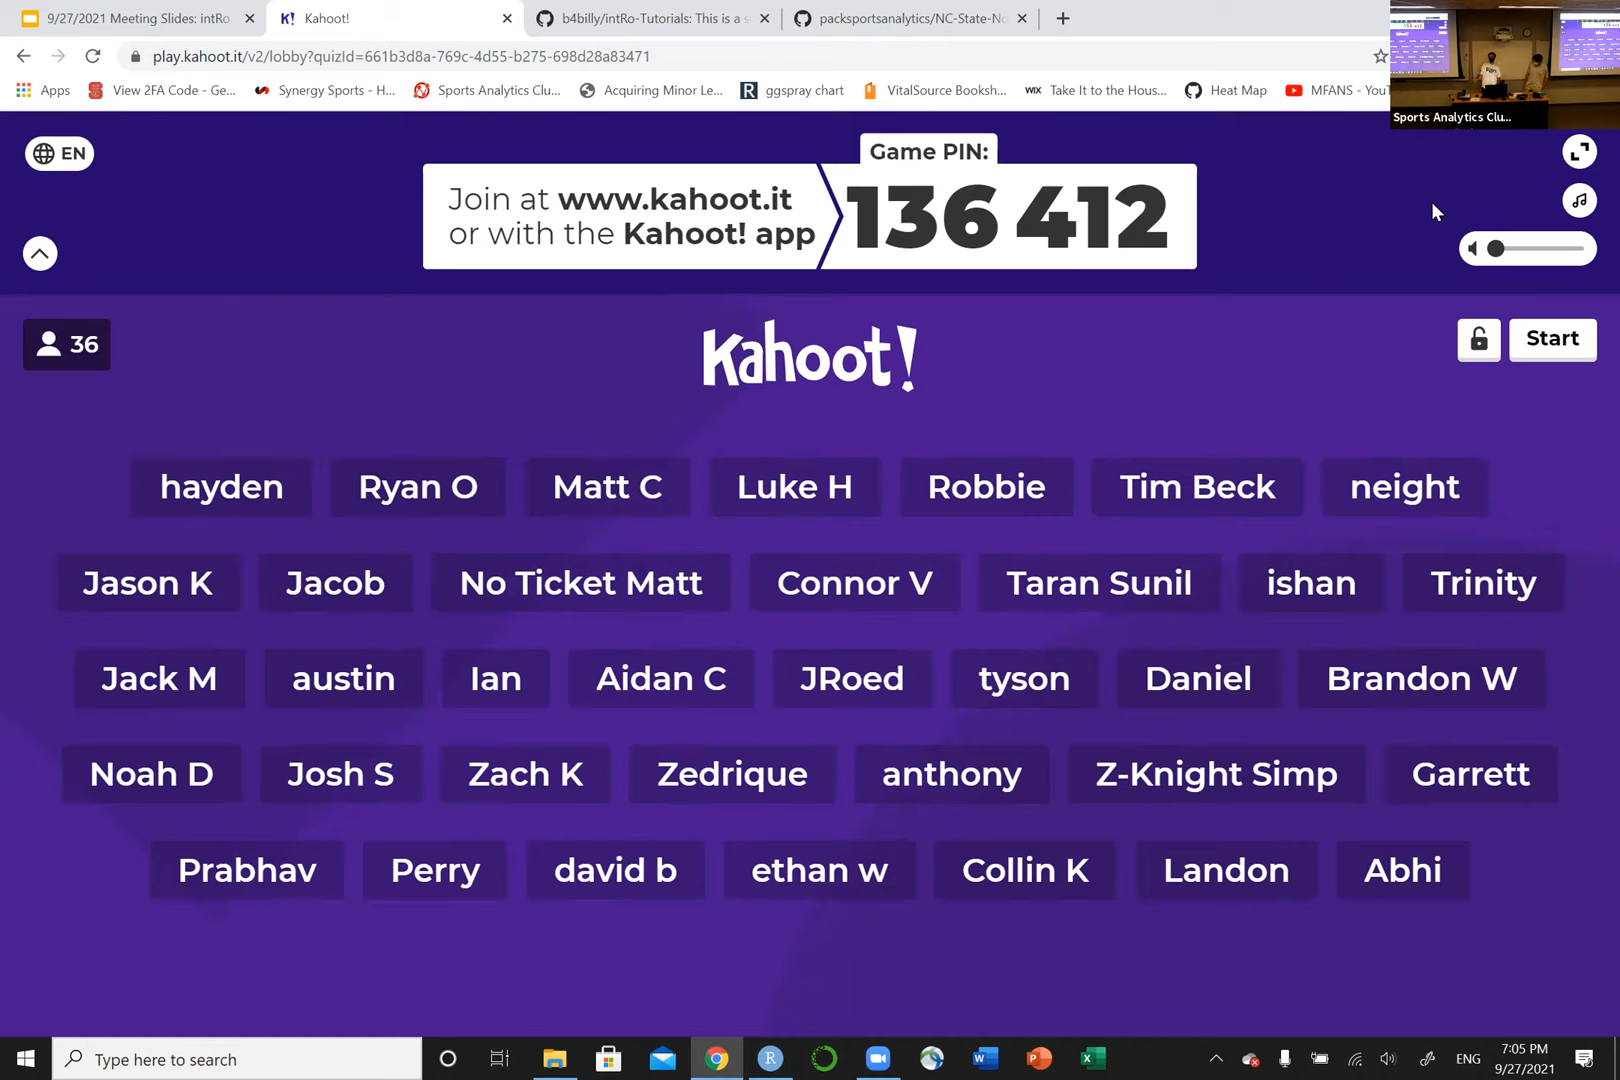 9/27/2021 Meeting Slides: intRo
Kahoot!
b4billy/intRo-Tutorials: This is a s
packsportsanalytics/NC-State-No
play.kahoot.it/v2/lobby?quizId=661b3d8a-769c-4d55-b275-698d28a83471
Apps
View 2FA Code - Ge...
Synergy Sports - H...
Sports Analytics Clu...
Acquiring Minor Le...
ggspray chart
VitalSource Booksh...
WIX Take It to the Hous...
Heat Map
MFANS - YouT
Sports Analytics Clu...
EN
Join at www.kahoot.it
or with the Kahoot! app
Game PIN:
136 412
36
Kahoot!
Start
hayden Ryan O Matt C Luke H Robbie Tim Beck neight
Jason K Jacob No Ticket Matt Connor V Taran Sunil ishan Trinity
Jack M austin Ian Aidan C JRoed tyson Daniel Brandon W
Noah D Josh S Zach K Zedrique anthony Z-Knight Simp Garrett
Prabhav Perry david b ethan w Collin K Landon Abhi
Type here to search
ENG
7:05 PM
9/27/2021